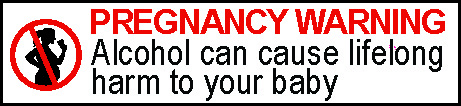 PREGNANCY WARNING
Alcohol can cause lifelong
harm to your baby